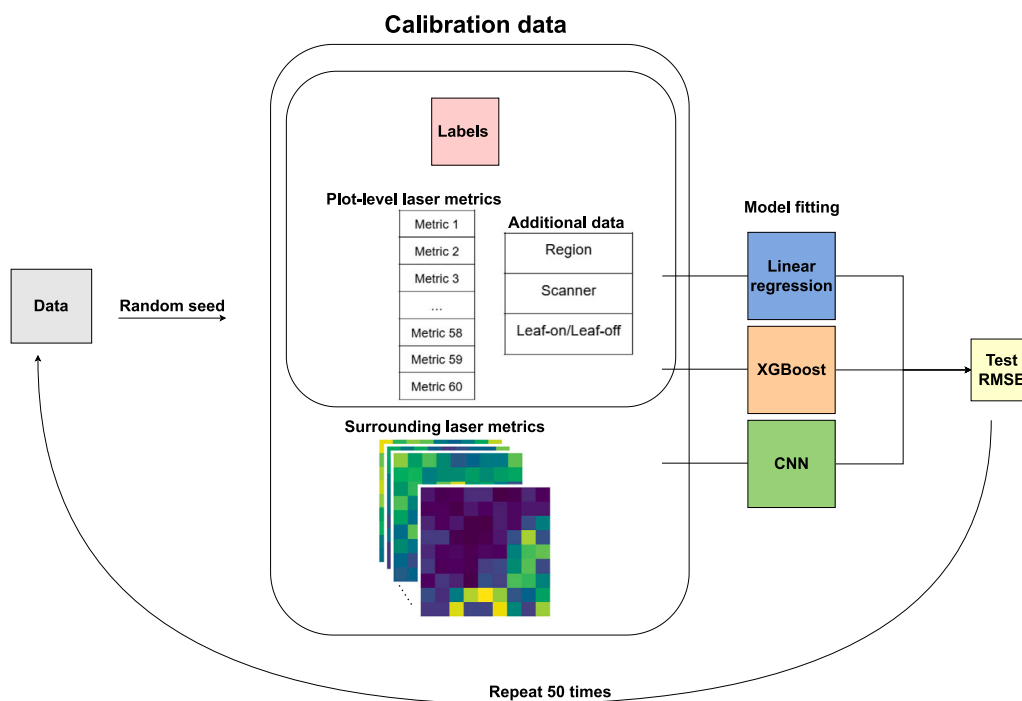 Calibration data
Labels
Plot-level laser metrics
Metric 1
Metric 2
Metric 3
...
Metric 58
Metric 59
Metric 60
Additional data
Region
Scanner
Leaf-on/Leaf-off
Surrounding laser metrics
Data
Random seed
Model fitting
Linear
regression
XGBoost
CNN
Test
RMSE
Repeat 50 times